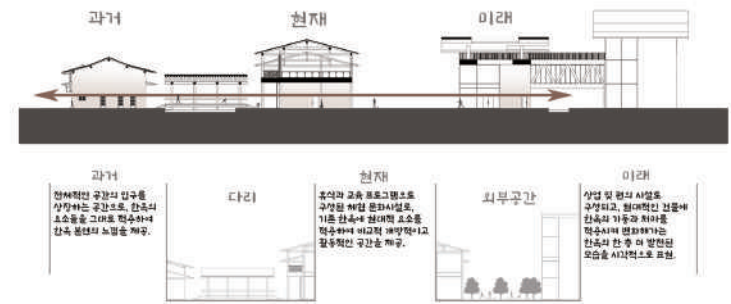 과거
현재
미래
과거
전체적인 공간의 입구를
상징하는 공간으로, 한옥의
요소들을 그대로 적용하여
한옥 본연의 느낌을 제공.
다리
현재
휴식과 교육 프로그램으로
구성된 체험 문화시설로,
기존 한옥에 현대적 요소를
적용하여 비교적 개방적이고
활동적인 공간을 제공.
외부공간
미래
상업 및 편의 시설로
구성되고, 현대적인 건물에
한옥의 기둥과 처마를
적용시켜 변화해가는
한옥의 한 층 더 발전된
모습을 시각적으로 표현.